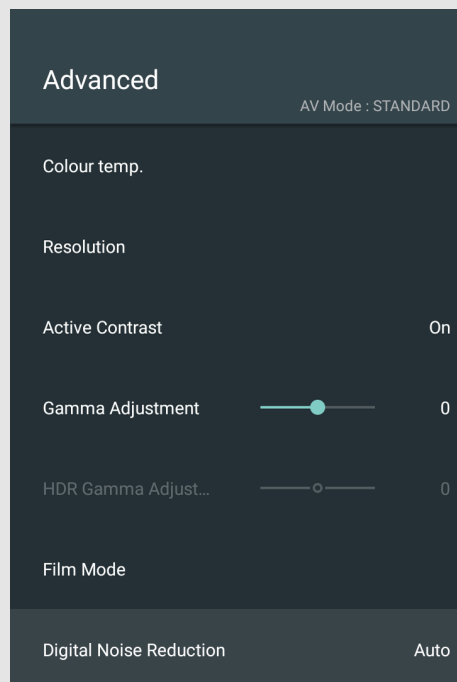 Advanced
AV Mode : STANDARD
Colour temp.
Resolution
Active Contrast On
Gamma Adjustment 0
HDR Gamma Adjust... 0
Film Mode
Digital Noise Reduction Auto